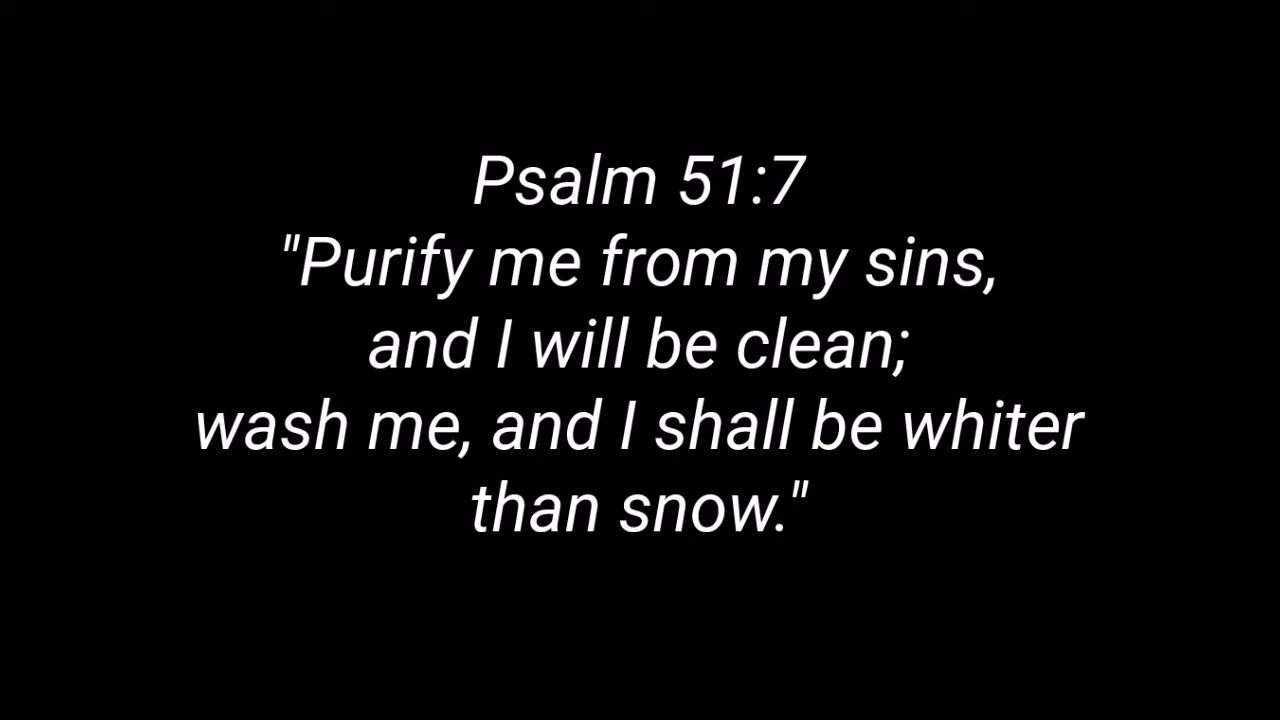 Psalm 51:7
"Purify me from my sins,
and I will be clean;
wash me, and I shall be whiter
than snow."